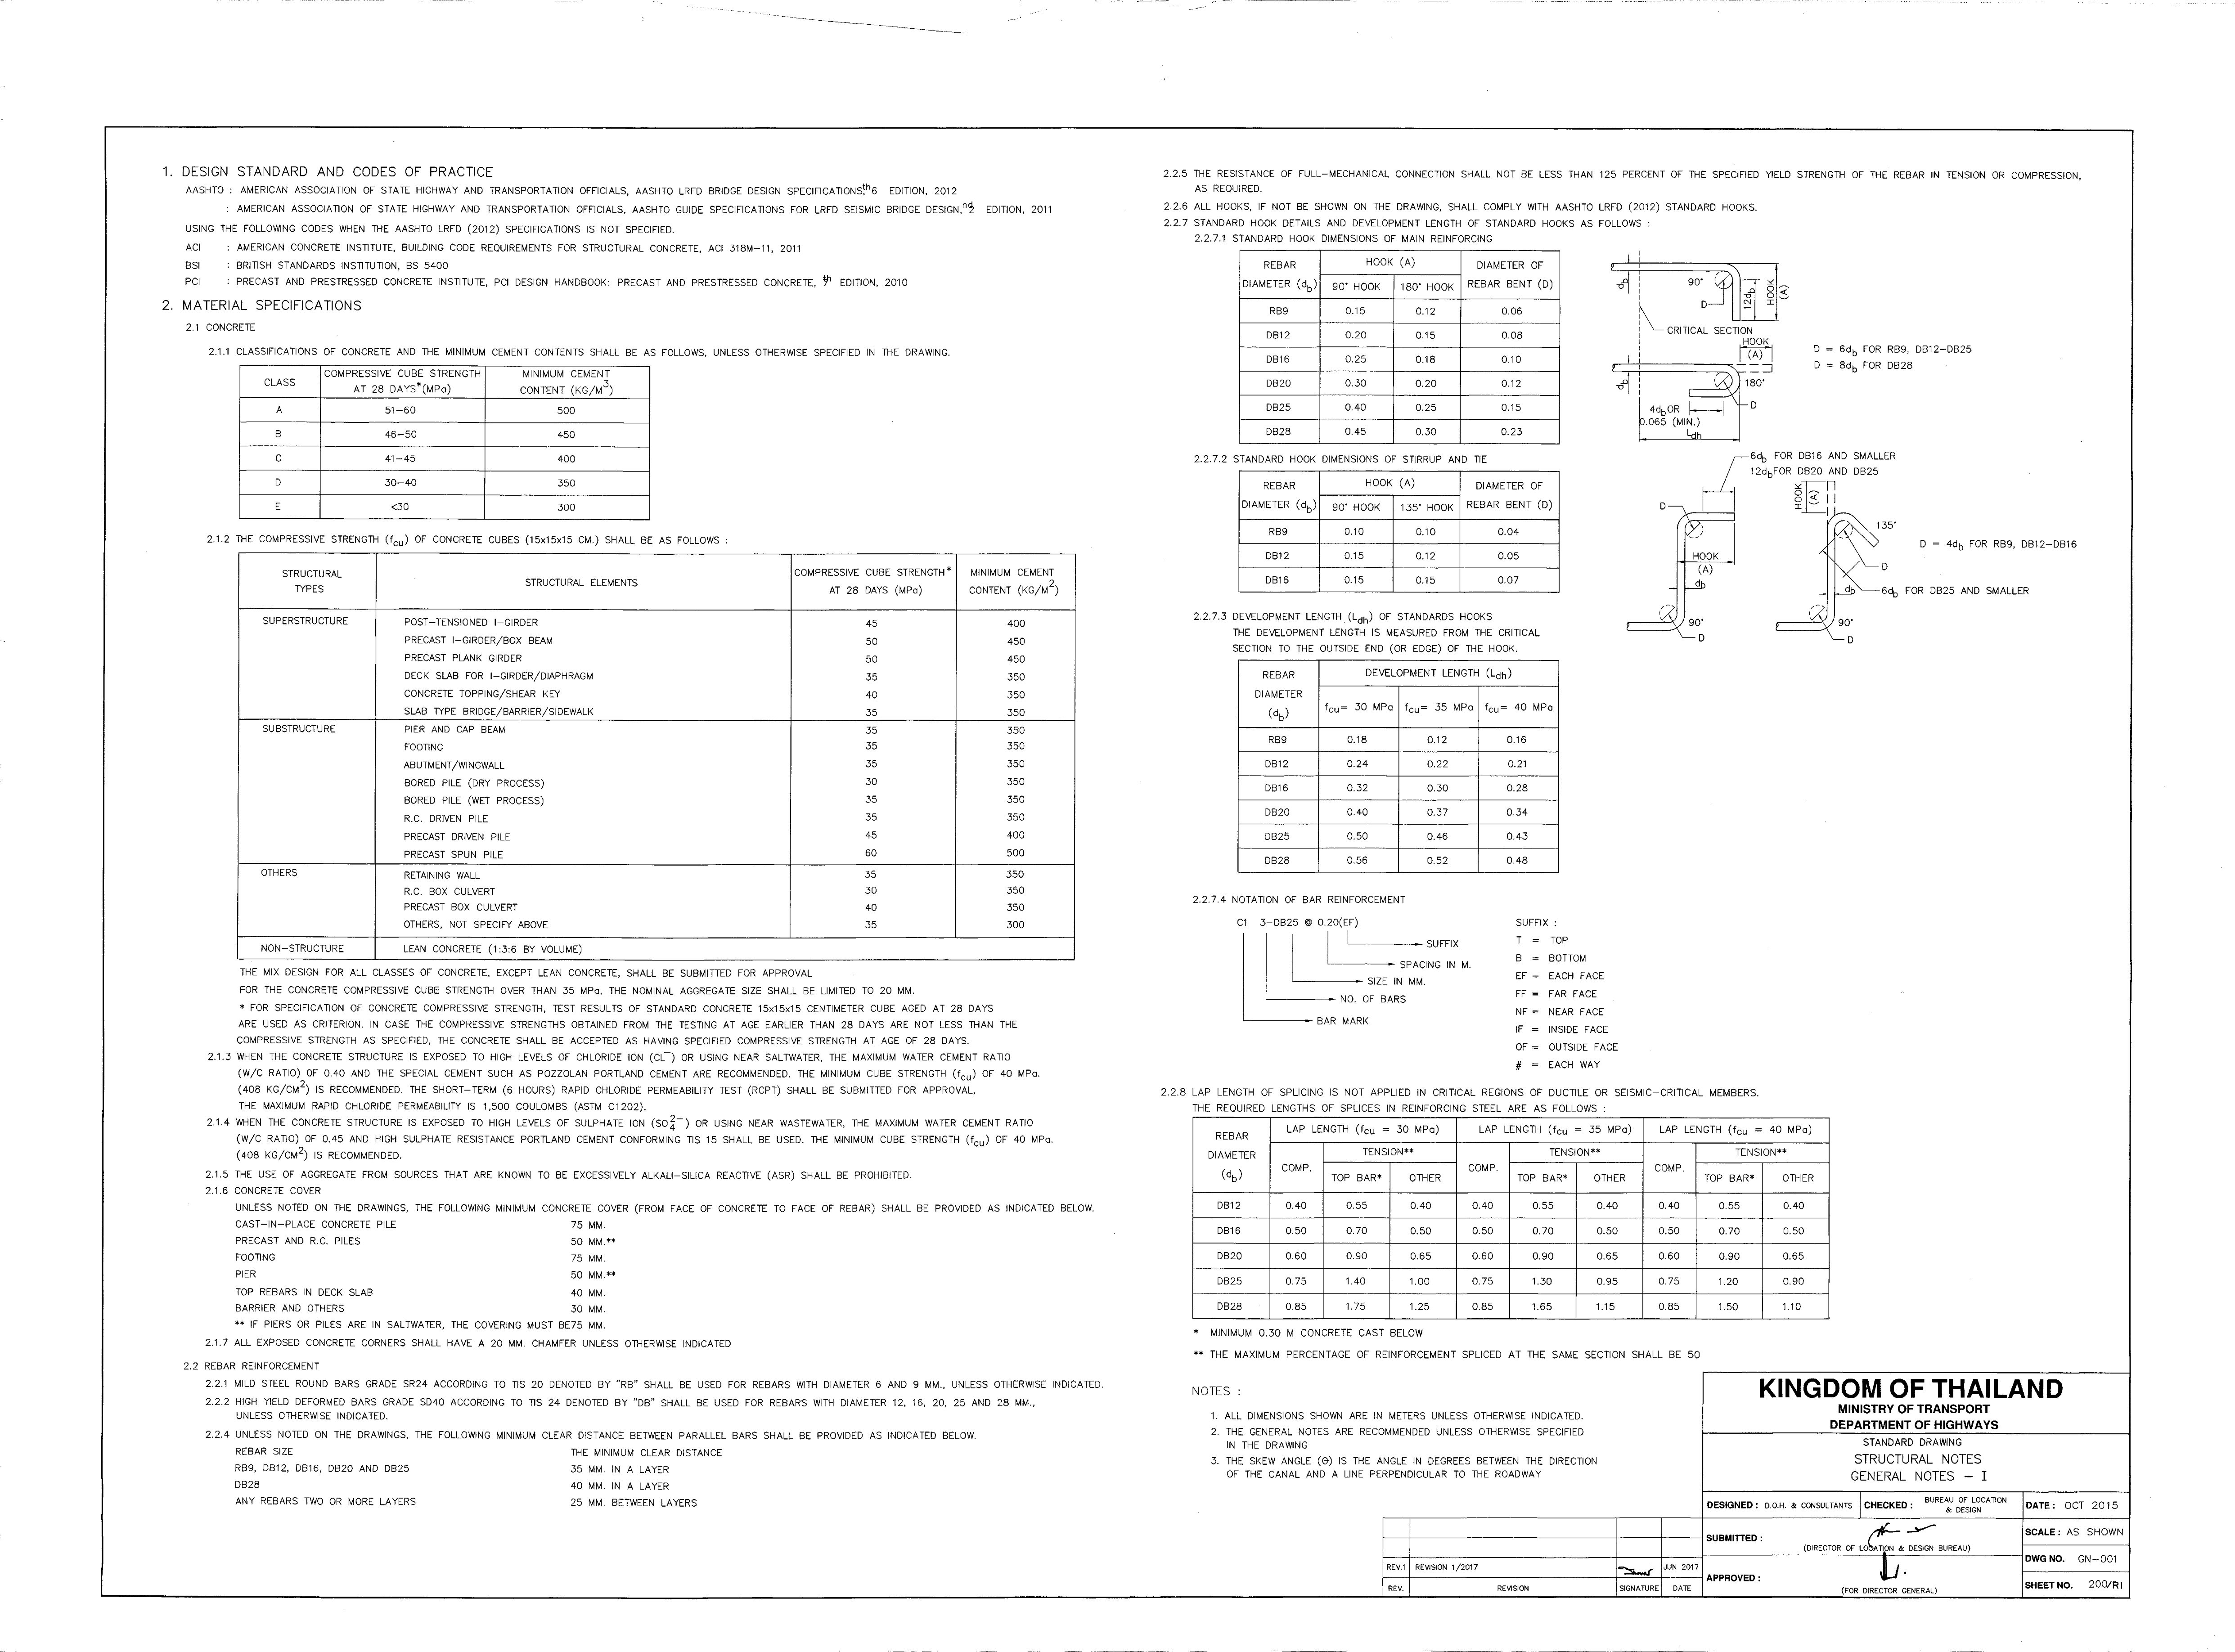 1. DESIGN STANDARD AND CODES OF PRACTICE
AASHTO : AMERICAN ASSOCIATION OF STATE HIGHWAY AND TRANSPORTATION OFFICIALS, AASHTO LRFD BRIDGE DESIGN SPECIFICATIONS, th6 EDITION, 2012
: AMERICAN ASSOCIATION OF STATE HIGHWAY AND TRANSPORTATION OFFICIALS, AASHTO GUIDE SPECIFICATIONS FOR LRFD SEISMIC BRIDGE DESIGN, nd2 EDITION, 2011
USING THE FOLLOWING CODES WHEN THE AASHTO LRFD (2012) SPECIFICATIONS IS NOT SPECIFIED.
ACI : AMERICAN CONCRETE INSTITUTE, BUILDING CODE REQUIREMENTS FOR STRUCTURAL CONCRETE, ACI 318M-11, 2011
BSI : BRITISH STANDARDS INSTITUTION, BS 5400
PCI : PRECAST AND PRESTRESSED CONCRETE INSTITUTE, PCI DESIGN HANDBOOK: PRECAST AND PRESTRESSED CONCRETE, EDITION, 2010
2. MATERIAL SPECIFICATIONS
2.1 CONCRETE
2.1.1 CLASSIFICATIONS OF CONCRETE AND THE MINIMUM CEMENT CONTENTS SHALL BE AS FOLLOWS, UNLESS OTHERWISE SPECIFIED IN THE DRAWING.
CLASS COMPRESSIVE CUBE STRENGTH AT 28 DAYS*(MPa) MINIMUM CEMENT CONTENT (KG/M3)
A 51-60 500
B 46-50 450
C 41-45 400
D 30-40 350
E <30 300
2.1.2 THE COMPRESSIVE STRENGTH (fcu) OF CONCRETE CUBES (15x15x15 CM.) SHALL BE AS FOLLOWS :
STRUCTURAL TYPES STRUCTURAL ELEMENTS COMPRESSIVE CUBE STRENGTH* AT 28 DAYS (MPa) MINIMUM CEMENT CONTENT (KG/M2)
SUPERSTRUCTURE POST-TENSIONED I-GIRDER 45 400
PRECAST I-GIRDER/BOX BEAM 50 450
PRECAST PLANK GIRDER 50 450
DECK SLAB FOR I-GIRDER/DIAPHRAGM 35 350
CONCRETE TOPPING/SHEAR KEY 40 350
SLAB TYPE BRIDGE/BARRIER/SIDEWALK 35 350
SUBSTRUCTURE PIER AND CAP BEAM 35 350
FOOTING 35 350
ABUTMENT/WINGWALL 35 350
BORED PILE (DRY PROCESS) 30 350
BORED PILE (WET PROCESS) 35 350
R.C. DRIVEN PILE 35 350
PRECAST DRIVEN PILE 45 400
PRECAST SPUN PILE 60 500
OTHERS RETAINING WALL 35 350
R.C. BOX CULVERT 30 350
PRECAST BOX CULVERT 40 350
OTHERS, NOT SPECIFY ABOVE 35 300
NON-STRUCTURE LEAN CONCRETE (1:3:6 BY VOLUME)
THE MIX DESIGN FOR ALL CLASSES OF CONCRETE, EXCEPT LEAN CONCRETE, SHALL BE SUBMITTED FOR APPROVAL
FOR THE CONCRETE COMPRESSIVE CUBE STRENGTH OVER THAN 35 MPa, THE NOMINAL AGGREGATE SIZE SHALL BE LIMITED TO 20 MM.
* FOR SPECIFICATION OF CONCRETE COMPRESSIVE STRENGTH, TEST RESULTS OF STANDARD CONCRETE 15x15x15 CENTIMETER CUBE AGED AT 28 DAYS
ARE USED AS CRITERION. IN CASE THE COMPRESSIVE STRENGTHS OBTAINED FROM THE TESTING AT AGE EARLIER THAN 28 DAYS ARE NOT LESS THAN THE
COMPRESSIVE STRENGTH AS SPECIFIED, THE CONCRETE SHALL BE ACCEPTED AS HAVING SPECIFIED COMPRESSIVE STRENGTH AT AGE OF 28 DAYS.
2.1.3 WHEN THE CONCRETE STRUCTURE IS EXPOSED TO HIGH LEVELS OF CHLORIDE ION (CL-) OR USING NEAR SALTWATER, THE MAXIMUM WATER CEMENT RATIO
(W/C RATIO) OF 0.40 AND THE SPECIAL CEMENT SUCH AS POZZOLAN PORTLAND CEMENT ARE RECOMMENDED. THE MINIMUM CUBE STRENGTH (fcu) OF 40 MPa.
(408 KG/CM2) IS RECOMMENDED. THE SHORT-TERM (6 HOURS) RAPID CHLORIDE PERMEABILITY TEST (RCPT) SHALL BE SUBMITTED FOR APPROVAL,
THE MAXIMUM RAPID CHLORIDE PERMEABILITY IS 1,500 COULOMBS (ASTM C1202).
2.1.4 WHEN THE CONCRETE STRUCTURE IS EXPOSED TO HIGH LEVELS OF SULPHATE ION (SO4 2-) OR USING NEAR WASTEWATER, THE MAXIMUM WATER CEMENT RATIO
(W/C RATIO) OF 0.45 AND HIGH SULPHATE RESISTANCE PORTLAND CEMENT CONFORMING TIS 15 SHALL BE USED. THE MINIMUM CUBE STRENGTH (fcu) OF 40 MPa.
(408 KG/CM2) IS RECOMMENDED.
2.1.5 THE USE OF AGGREGATE FROM SOURCES THAT ARE KNOWN TO BE EXCESSIVELY ALKALI-SILICA REACTIVE (ASR) SHALL BE PROHIBITED.
2.1.6 CONCRETE COVER
UNLESS NOTED ON THE DRAWINGS, THE FOLLOWING MINIMUM CONCRETE COVER (FROM FACE OF CONCRETE TO FACE OF REBAR) SHALL BE PROVIDED AS INDICATED BELOW.
CAST-IN-PLACE CONCRETE PILE 75 MM.
PRECAST AND R.C. PILES 50 MM.**
FOOTING 75 MM.
PIER 50 MM.**
TOP REBARS IN DECK SLAB 40 MM.
BARRIER AND OTHERS 30 MM.
** IF PIERS OR PILES ARE IN SALTWATER, THE COVERING MUST BE75 MM.
2.1.7 ALL EXPOSED CONCRETE CORNERS SHALL HAVE A 20 MM. CHAMFER UNLESS OTHERWISE INDICATED
2.2 REBAR REINFORCEMENT
2.2.1 MILD STEEL ROUND BARS GRADE SR24 ACCORDING TO TIS 20 DENOTED BY "RB" SHALL BE USED FOR REBARS WITH DIAMETER 6 AND 9 MM., UNLESS OTHERWISE INDICATED.
2.2.2 HIGH YIELD DEFORMED BARS GRADE SD40 ACCORDING TO TIS 24 DENOTED BY "DB" SHALL BE USED FOR REBARS WITH DIAMETER 12, 16, 20, 25 AND 28 MM.,
UNLESS OTHERWISE INDICATED.
2.2.4 UNLESS NOTED ON THE DRAWINGS, THE FOLLOWING MINIMUM CLEAR DISTANCE BETWEEN PARALLEL BARS SHALL BE PROVIDED AS INDICATED BELOW.
REBAR SIZE THE MINIMUM CLEAR DISTANCE
RB9, DB12, DB16, DB20 AND DB25 35 MM. IN A LAYER
DB28 40 MM. IN A LAYER
ANY REBARS TWO OR MORE LAYERS 25 MM. BETWEEN LAYERS
2.2.5 THE RESISTANCE OF FULL-MECHANICAL CONNECTION SHALL NOT BE LESS THAN 125 PERCENT OF THE SPECIFIED YIELD STRENGTH OF THE REBAR IN TENSION OR COMPRESSION,
AS REQUIRED.
2.2.6 ALL HOOKS, IF NOT BE SHOWN ON THE DRAWING, SHALL COMPLY WITH AASHTO LRFD (2012) STANDARD HOOKS.
2.2.7 STANDARD HOOK DETAILS AND DEVELOPMENT LENGTH OF STANDARD HOOKS AS FOLLOWS :
2.2.7.1 STANDARD HOOK DIMENSIONS OF MAIN REINFORCING
REBAR DIAMETER (db) HOOK (A) DIAMETER OF REBAR BENT (D)
90° HOOK 180° HOOK
RB9 0.15 0.12 0.06
DB12 0.20 0.15 0.08
DB16 0.25 0.18 0.10
DB20 0.30 0.20 0.12
DB25 0.40 0.25 0.15
DB28 0.45 0.30 0.23
db 90° D 12db HOOK (A)
CRITICAL SECTION
HOOK (A)
db 180° D
4db OR 0.065 (MIN.)
Ldh
D = 6db FOR RB9, DB12-DB25
D = 8db FOR DB28
2.2.7.2 STANDARD HOOK DIMENSIONS OF STIRRUP AND TIE
REBAR DIAMETER (db) HOOK (A) DIAMETER OF REBAR BENT (D)
90° HOOK 135° HOOK
RB9 0.10 0.10 0.04
DB12 0.15 0.12 0.05
DB16 0.15 0.15 0.07
6db FOR DB16 AND SMALLER
12db FOR DB20 AND DB25
D HOOK (A) db 90° D
HOOK (A) 135° D db 90° D
6db FOR DB25 AND SMALLER
D = 4db FOR RB9, DB12-DB16
2.2.7.3 DEVELOPMENT LENGTH (Ldh) OF STANDARDS HOOKS
THE DEVELOPMENT LENGTH IS MEASURED FROM THE CRITICAL
SECTION TO THE OUTSIDE END (OR EDGE) OF THE HOOK.
REBAR DIAMETER (db) DEVELOPMENT LENGTH (Ldh)
fcu= 30 MPa fcu= 35 MPa fcu= 40 MPa
RB9 0.18 0.12 0.16
DB12 0.24 0.22 0.21
DB16 0.32 0.30 0.28
DB20 0.40 0.37 0.34
DB25 0.50 0.46 0.43
DB28 0.56 0.52 0.48
2.2.7.4 NOTATION OF BAR REINFORCEMENT
C1 3-DB25 @ 0.20(EF)
SUFFIX
SPACING IN M.
SIZE IN MM.
NO. OF BARS
BAR MARK
SUFFIX :
T = TOP
B = BOTTOM
EF = EACH FACE
FF = FAR FACE
NF = NEAR FACE
IF = INSIDE FACE
OF = OUTSIDE FACE
# = EACH WAY
2.2.8 LAP LENGTH OF SPLICING IS NOT APPLIED IN CRITICAL REGIONS OF DUCTILE OR SEISMIC-CRITICAL MEMBERS.
THE REQUIRED LENGTHS OF SPLICES IN REINFORCING STEEL ARE AS FOLLOWS :
REBAR DIAMETER (db) LAP LENGTH (fcu = 30 MPa) LAP LENGTH (fcu = 35 MPa) LAP LENGTH (fcu = 40 MPa)
COMP. TENSION** COMP. TENSION** COMP. TENSION**
TOP BAR* OTHER TOP BAR* OTHER TOP BAR* OTHER
DB12 0.40 0.55 0.40 0.40 0.55 0.40 0.40 0.55 0.40
DB16 0.50 0.70 0.50 0.50 0.70 0.50 0.50 0.70 0.50
DB20 0.60 0.90 0.65 0.60 0.90 0.65 0.60 0.90 0.65
DB25 0.75 1.40 1.00 0.75 1.30 0.95 0.75 1.20 0.90
DB28 0.85 1.75 1.25 0.85 1.65 1.15 0.85 1.50 1.10
* MINIMUM 0.30 M CONCRETE CAST BELOW
** THE MAXIMUM PERCENTAGE OF REINFORCEMENT SPLICED AT THE SAME SECTION SHALL BE 50
NOTES :
1. ALL DIMENSIONS SHOWN ARE IN METERS UNLESS OTHERWISE INDICATED.
2. THE GENERAL NOTES ARE RECOMMENDED UNLESS OTHERWISE SPECIFIED
IN THE DRAWING
3. THE SKEW ANGLE (Θ) IS THE ANGLE IN DEGREES BETWEEN THE DIRECTION
OF THE CANAL AND A LINE PERPENDICULAR TO THE ROADWAY
REV.1 REVISION 1/2017 JUN 2017
REV. REVISION SIGNATURE DATE
KINGDOM OF THAILAND
MINISTRY OF TRANSPORT
DEPARTMENT OF HIGHWAYS
STANDARD DRAWING
STRUCTURAL NOTES
GENERAL NOTES - I
DESIGNED : D.O.H. & CONSULTANTS CHECKED : BUREAU OF LOCATION & DESIGN DATE : OCT 2015
SUBMITTED : (DIRECTOR OF LOCATION & DESIGN BUREAU) SCALE : AS SHOWN
DWG NO. GN-001
APPROVED : (FOR DIRECTOR GENERAL) SHEET NO. 200/R1